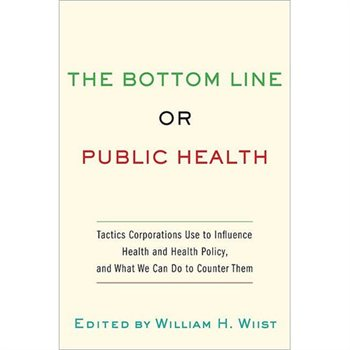 THE BOTTOM LINE
OR
PUBLIC HEALTH
Tactics Corporations Use to Influence
Health and Health Policy,
and What We Can Do to Counter Them
EDITED BY WILLIAM H. WIIST